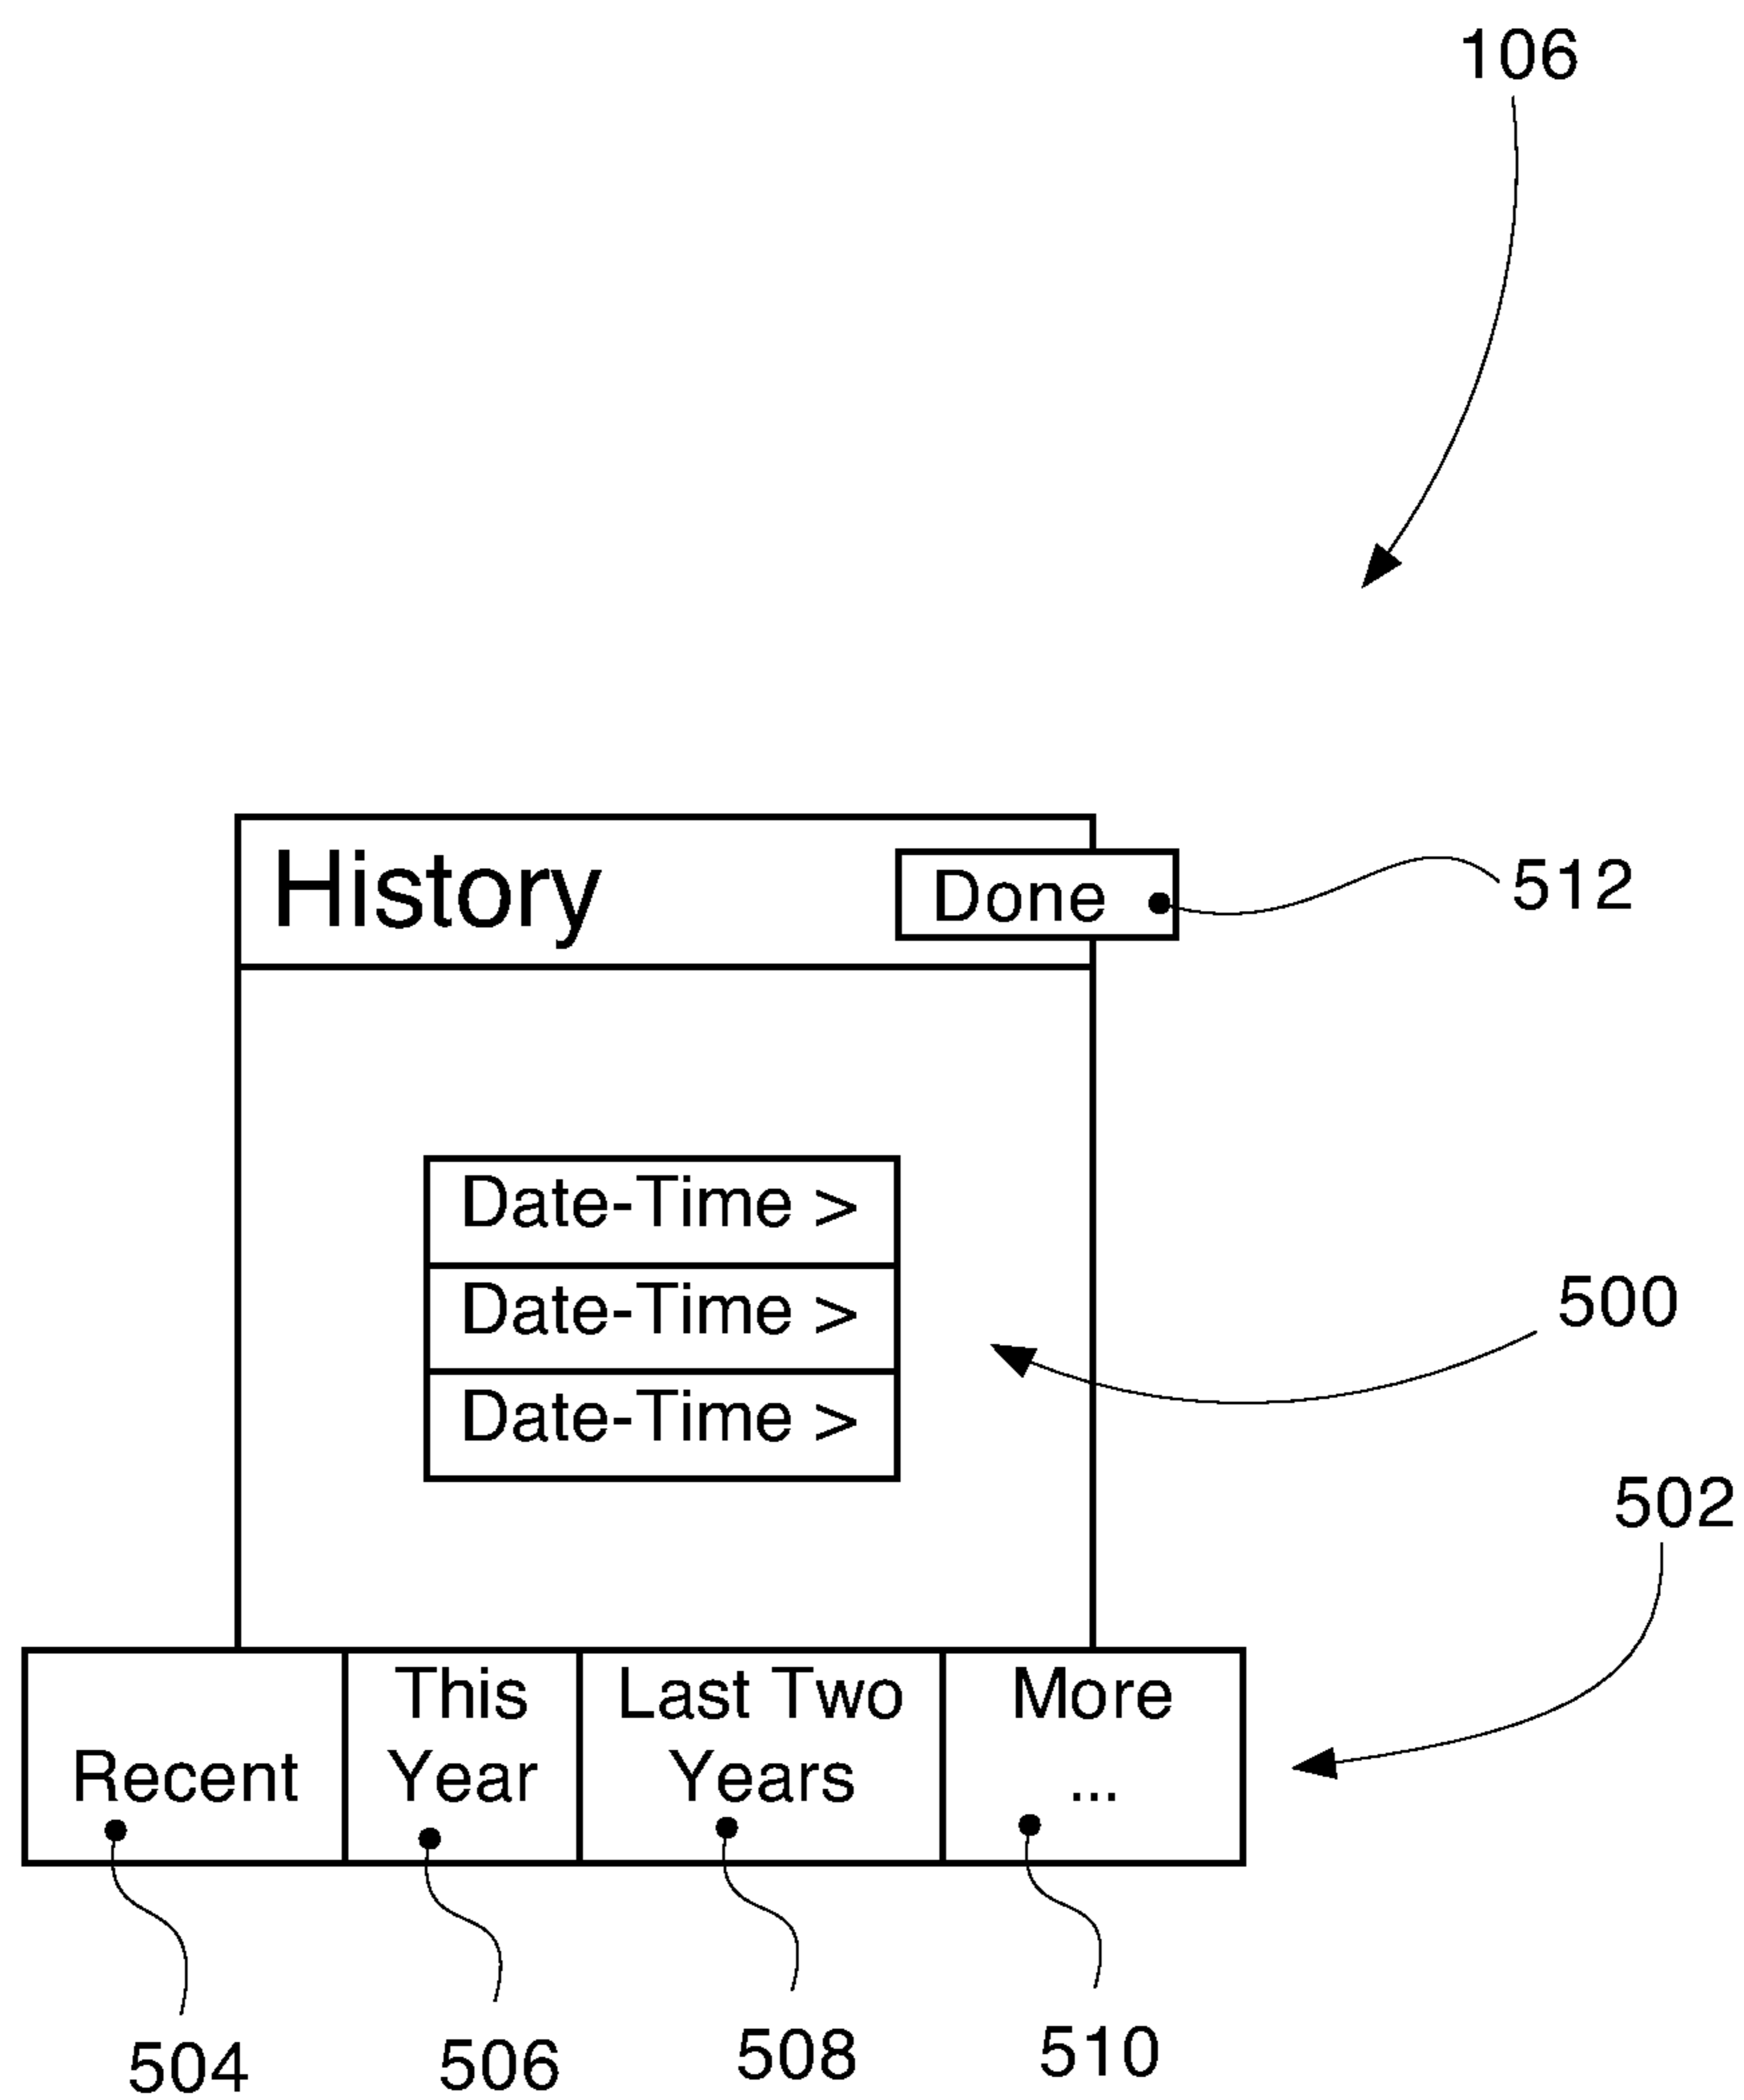 106
History
Done
512
Date-Time >
Date-Time >
Date-Time >
500
502
Recent
This
Year
Last Two
Years
More
...
504
506
508
510